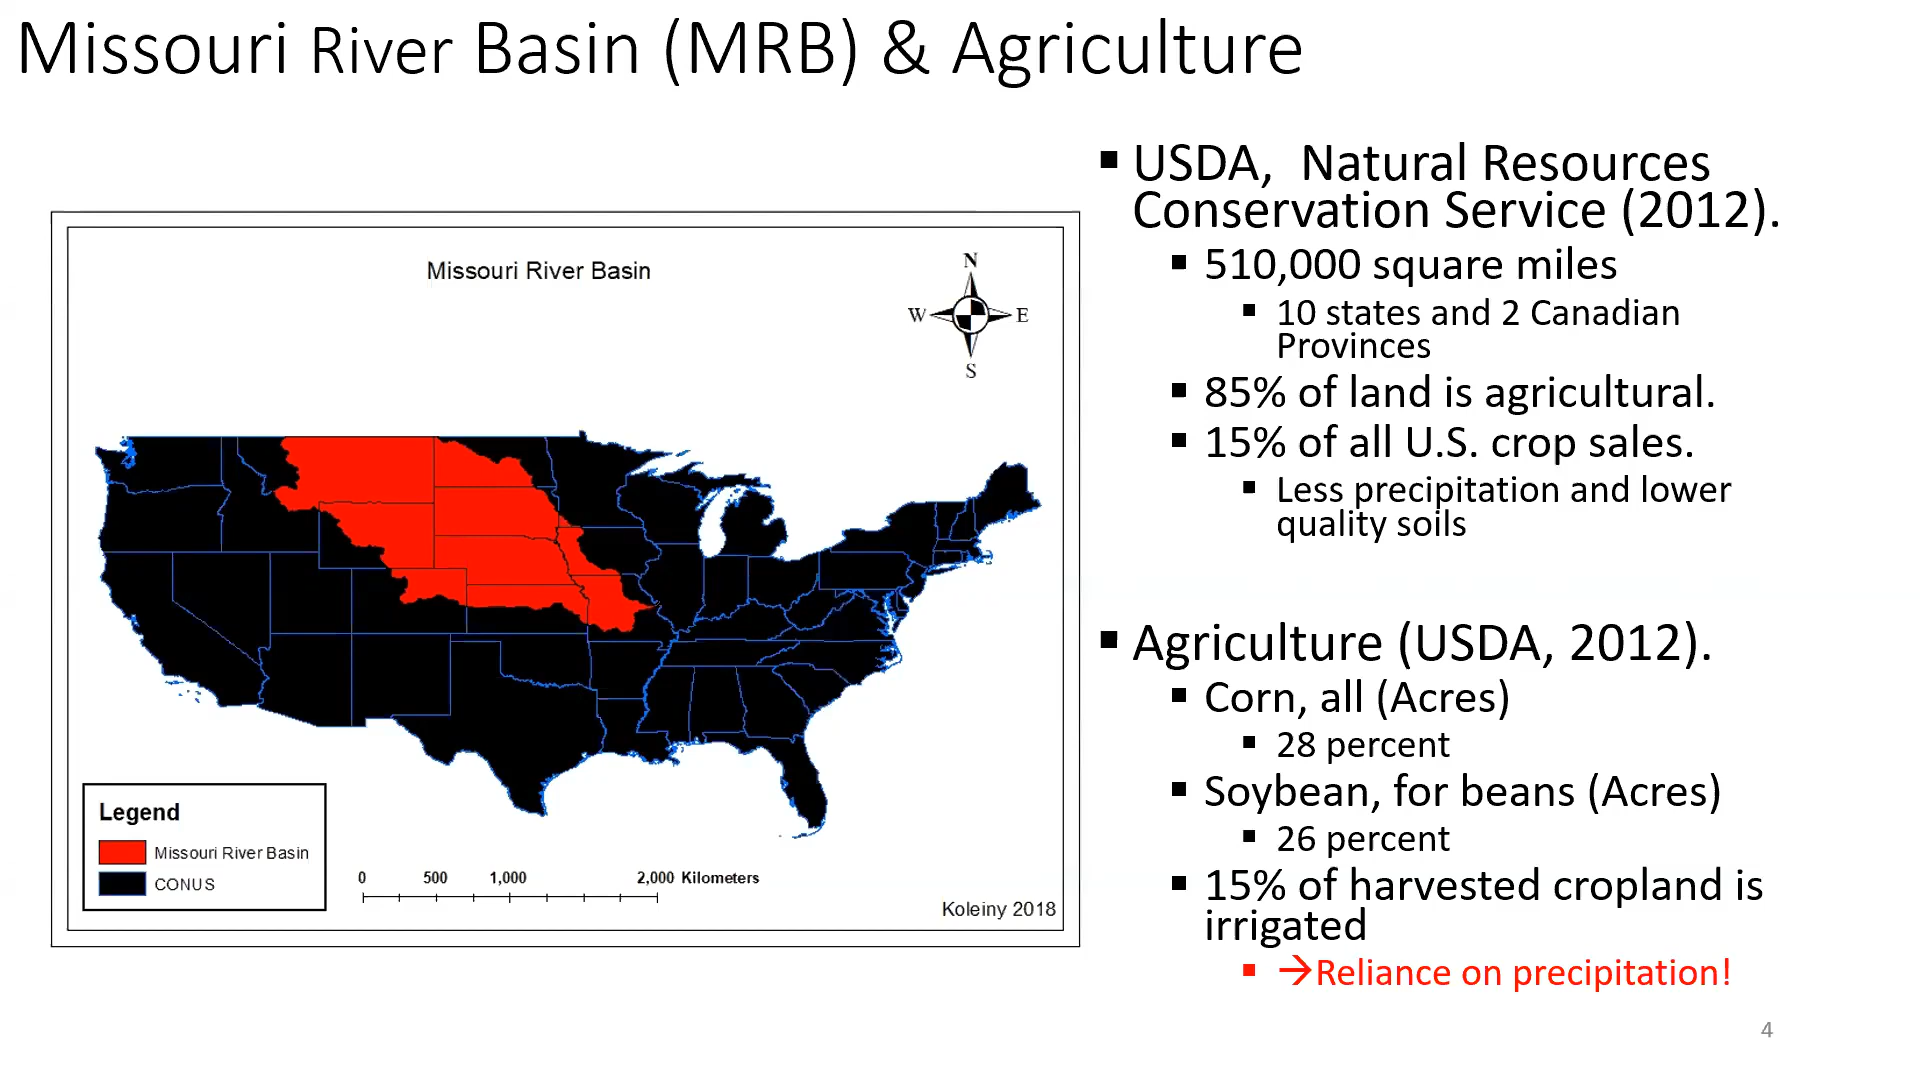 Missouri River Basin (MRB) & Agriculture
Missouri River Basin
N
W
E
S
Legend
Missouri River Basin
CONUS
0 500 1,000 2,000 Kilometers
Koleiny 2018
▪ USDA, Natural Resources
Conservation Service (2012).
▪ 510,000 square miles
▪ 10 states and 2 Canadian
Provinces
▪ 85% of land is agricultural.
▪ 15% of all U.S. crop sales.
▪ Less precipitation and lower
quality soils
▪ Agriculture (USDA, 2012).
▪ Corn, all (Acres)
▪ 28 percent
▪ Soybean, for beans (Acres)
▪ 26 percent
▪ 15% of harvested cropland is
irrigated
▪ →Reliance on precipitation!
4